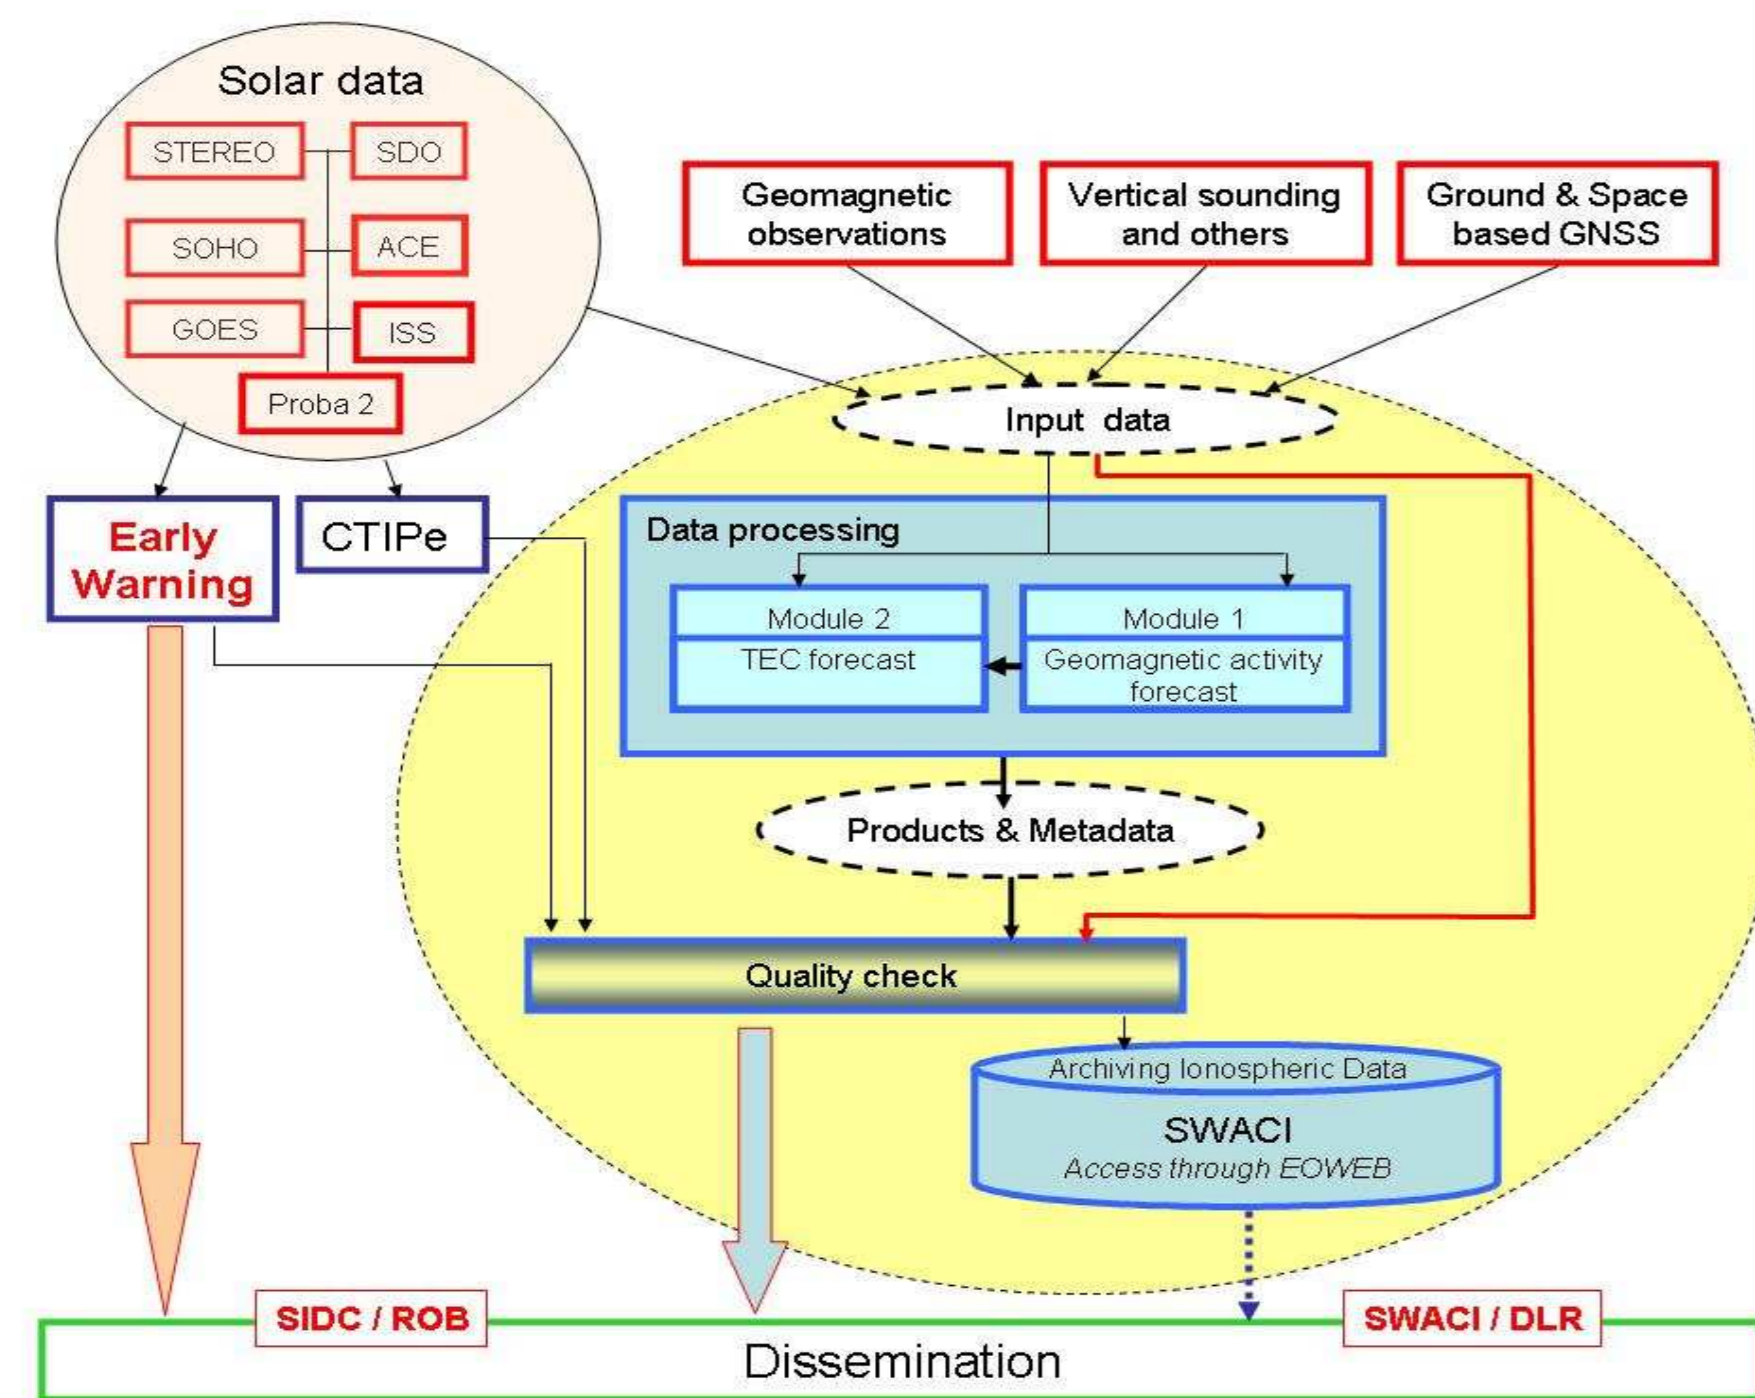 Solar data
STEREO
SDO
SOHO
ACE
GOES
ISS
Proba 2
Geomagnetic
observations
Vertical sounding
and others
Ground & Space
based GNSS
Input data
Early
Warning
CTIPe
Data processing
Module 2
TEC forecast
Module 1
Geomagnetic activity
forecast
Products & Metadata
Quality check
Archiving Ionospheric Data
SWACI
Access through EOWEB
SIDC / ROB
SWACI / DLR
Dissemination